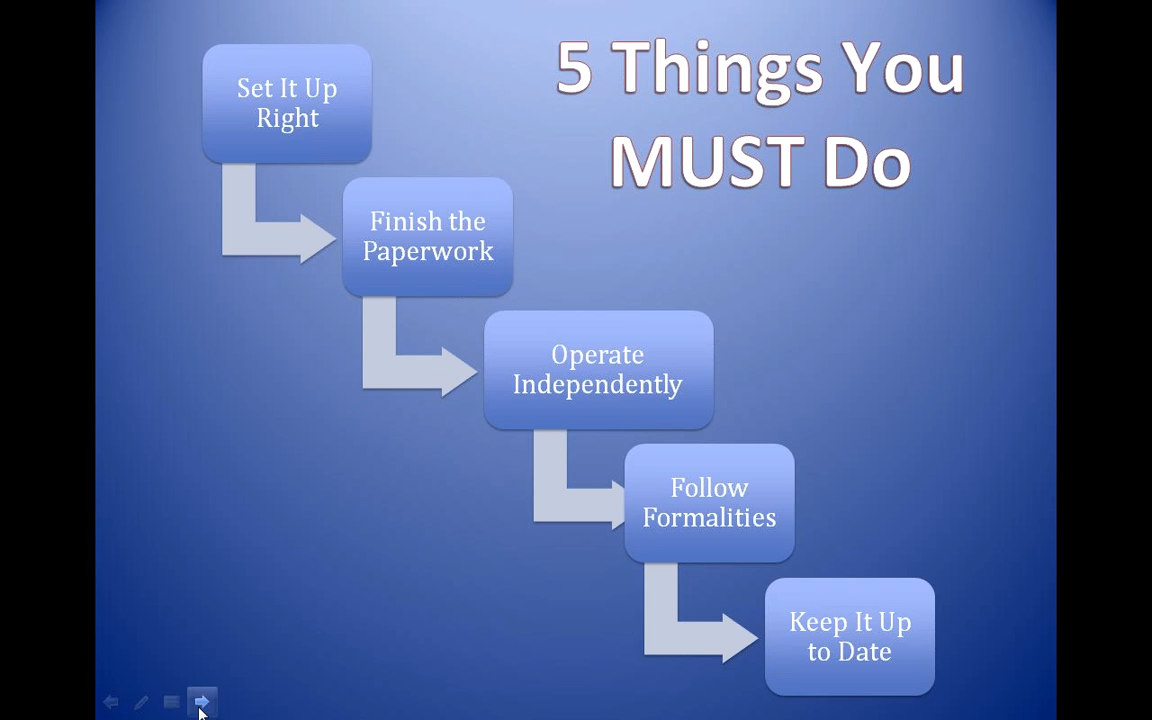 5 Things You
MUST Do
Set It Up
Right
Finish the
Paperwork
Operate
Independently
Follow
Formalities
Keep It Up
to Date